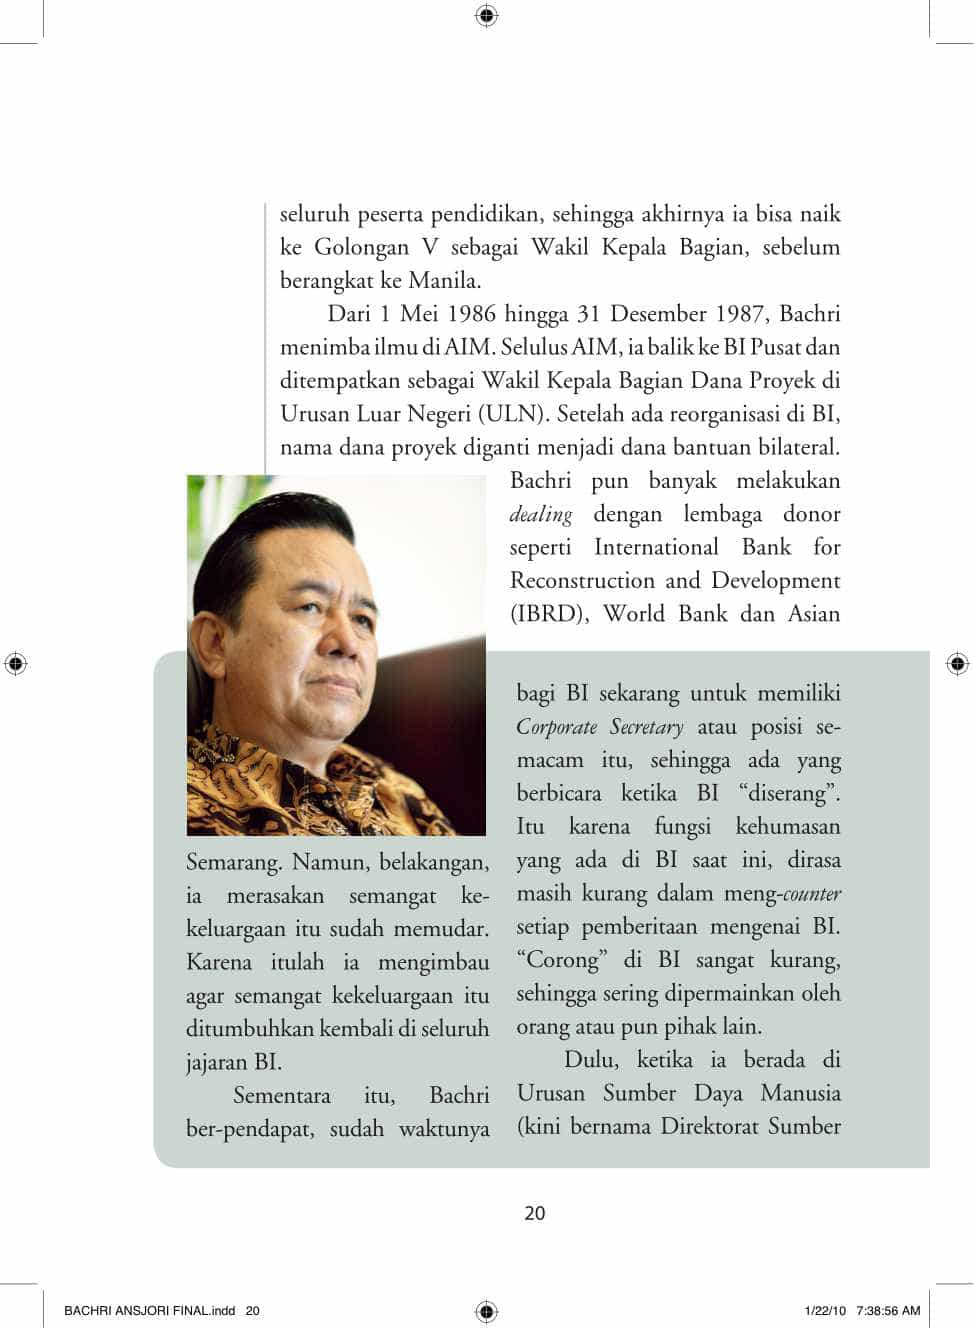 seluruh peserta pendidikan, sehingga akhirnya ia bisa naik
ke Golongan V sebagai Wakil Kepala Bagian, sebelum
berangkat ke Manila.
Dari 1 Mei 1986 hingga 31 Desember 1987, Bachri
menimba ilmu di AIM. Selulus AIM, ia balik ke BI Pusat dan
ditempatkan sebagai Wakil Kepala Bagian Dana Proyek di
Urusan Luar Negeri (ULN). Setelah ada reorganisasi di BI,
nama dana proyek diganti menjadi dana bantuan bilateral.
Bachri pun banyak melakukan
dealing dengan lembaga donor
seperti International Bank for
Reconstruction and Development
(IBRD), World Bank dan Asian
Semarang. Namun, belakangan,
ia merasakan semangat ke-
keluargaan itu sudah memudar.
Karena itulah ia mengimbau
agar semangat kekeluargaan itu
ditumbuhkan kembali di seluruh
jajaran BI.
Sementara itu, Bachri
ber-pendapat, sudah waktunya
bagi BI sekarang untuk memiliki
Corporate Secretary atau posisi se-
macam itu, sehingga ada yang
berbicara ketika BI “diserang”.
Itu karena fungsi kehumasan
yang ada di BI saat ini, dirasa
masih kurang dalam meng-counter
setiap pemberitaan mengenai BI.
“Corong” di BI sangat kurang,
sehingga sering dipermainkan oleh
orang atau pun pihak lain.
Dulu, ketika ia berada di
Urusan Sumber Daya Manusia
(kini bernama Direktorat Sumber
20
BACHRI ANSJORI FINAL.indd 20
1/22/10 7:38:56 AM